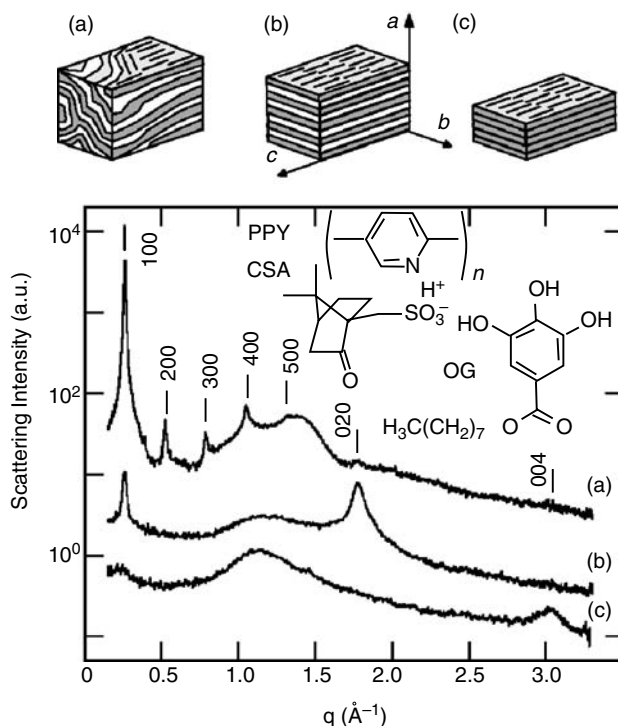 (a) (b) (c)
a
b
c
10⁴
10²
10⁰
Scattering Intensity (a.u.)
100
200
300
400
500
020
004
PPY
N
n
CSA
H⁺
SO₃⁻
O
OH
HO OH
OG
H₃C(CH₂)₇ O O
(a)
(b)
(c)
0 0.5 1.0 1.5 2.0 2.5 3.0
q (Å⁻¹)